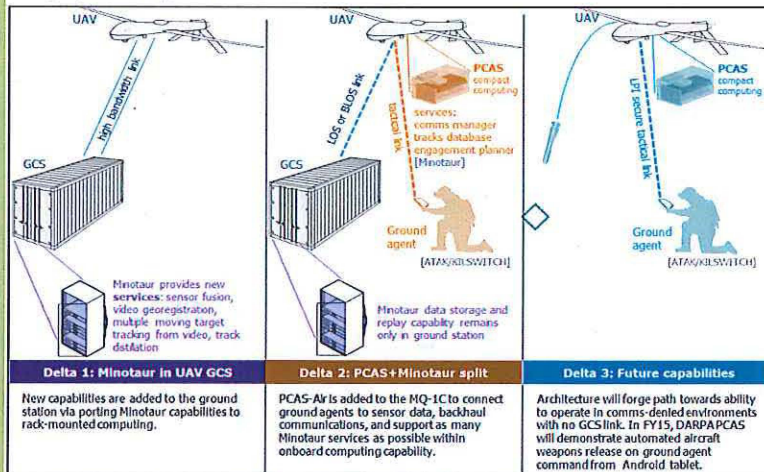 UAV
high bandwidth link
GCS
Minotaur provides new
services: sensor fusion,
video georegistration,
multiple moving target
tracking from video, track
distillation
Delta 1: Minotaur in UAV GCS
New capabilities are added to the ground
station via porting Minotaur capabilities to
rack-mounted computing.
UAV
LOS or BLOS link
tactical link
PCAS
compact
computing
services:
comms manager
tracks database
engagement planner
[Minotaur]
GCS
Ground
agent
[ATAK/KILSWITCH]
Minotaur data storage and
replay capability remains
only in ground station
Delta 2: PCAS+Minotaur split
PCAS-Air is added to the MQ-1C to connect
ground agents to sensor data, backhaul
communications, and support as many
Minotaur services as possible within
onboard computing capability.
UAV
PCAS
compact
computing
LPI secure tactical link
Ground
agent
[ATAK/KILSWITCH]
Delta 3: Future capabilities
Architecture will forge path towards ability
to operate in comms-denied environments
with no GCS link. In FY15, DARPA PCAS
will demonstrate automated aircraft
weapons release on ground agent
command from Android tablet.